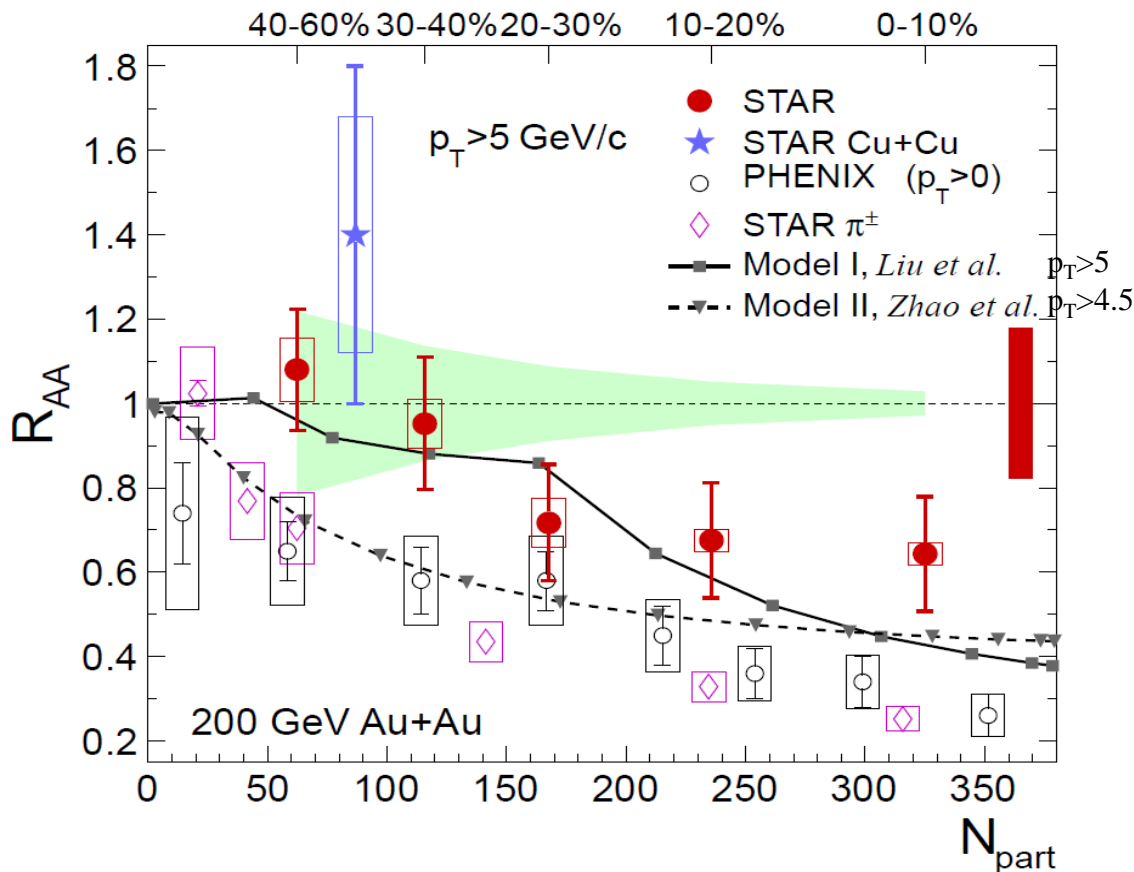 40-60% 30-40% 20-30% 10-20% 0-10%
1.8
1.6
1.4
1.2
1
0.8
0.6
0.4
0.2
R_AA
p_T>5 GeV/c
STAR
STAR Cu+Cu
PHENIX (p_T>0)
STAR π±
Model I, Liu et al. p_T>5
Model II, Zhao et al. p_T>4.5
200 GeV Au+Au
0 50 100 150 200 250 300 350
N_part